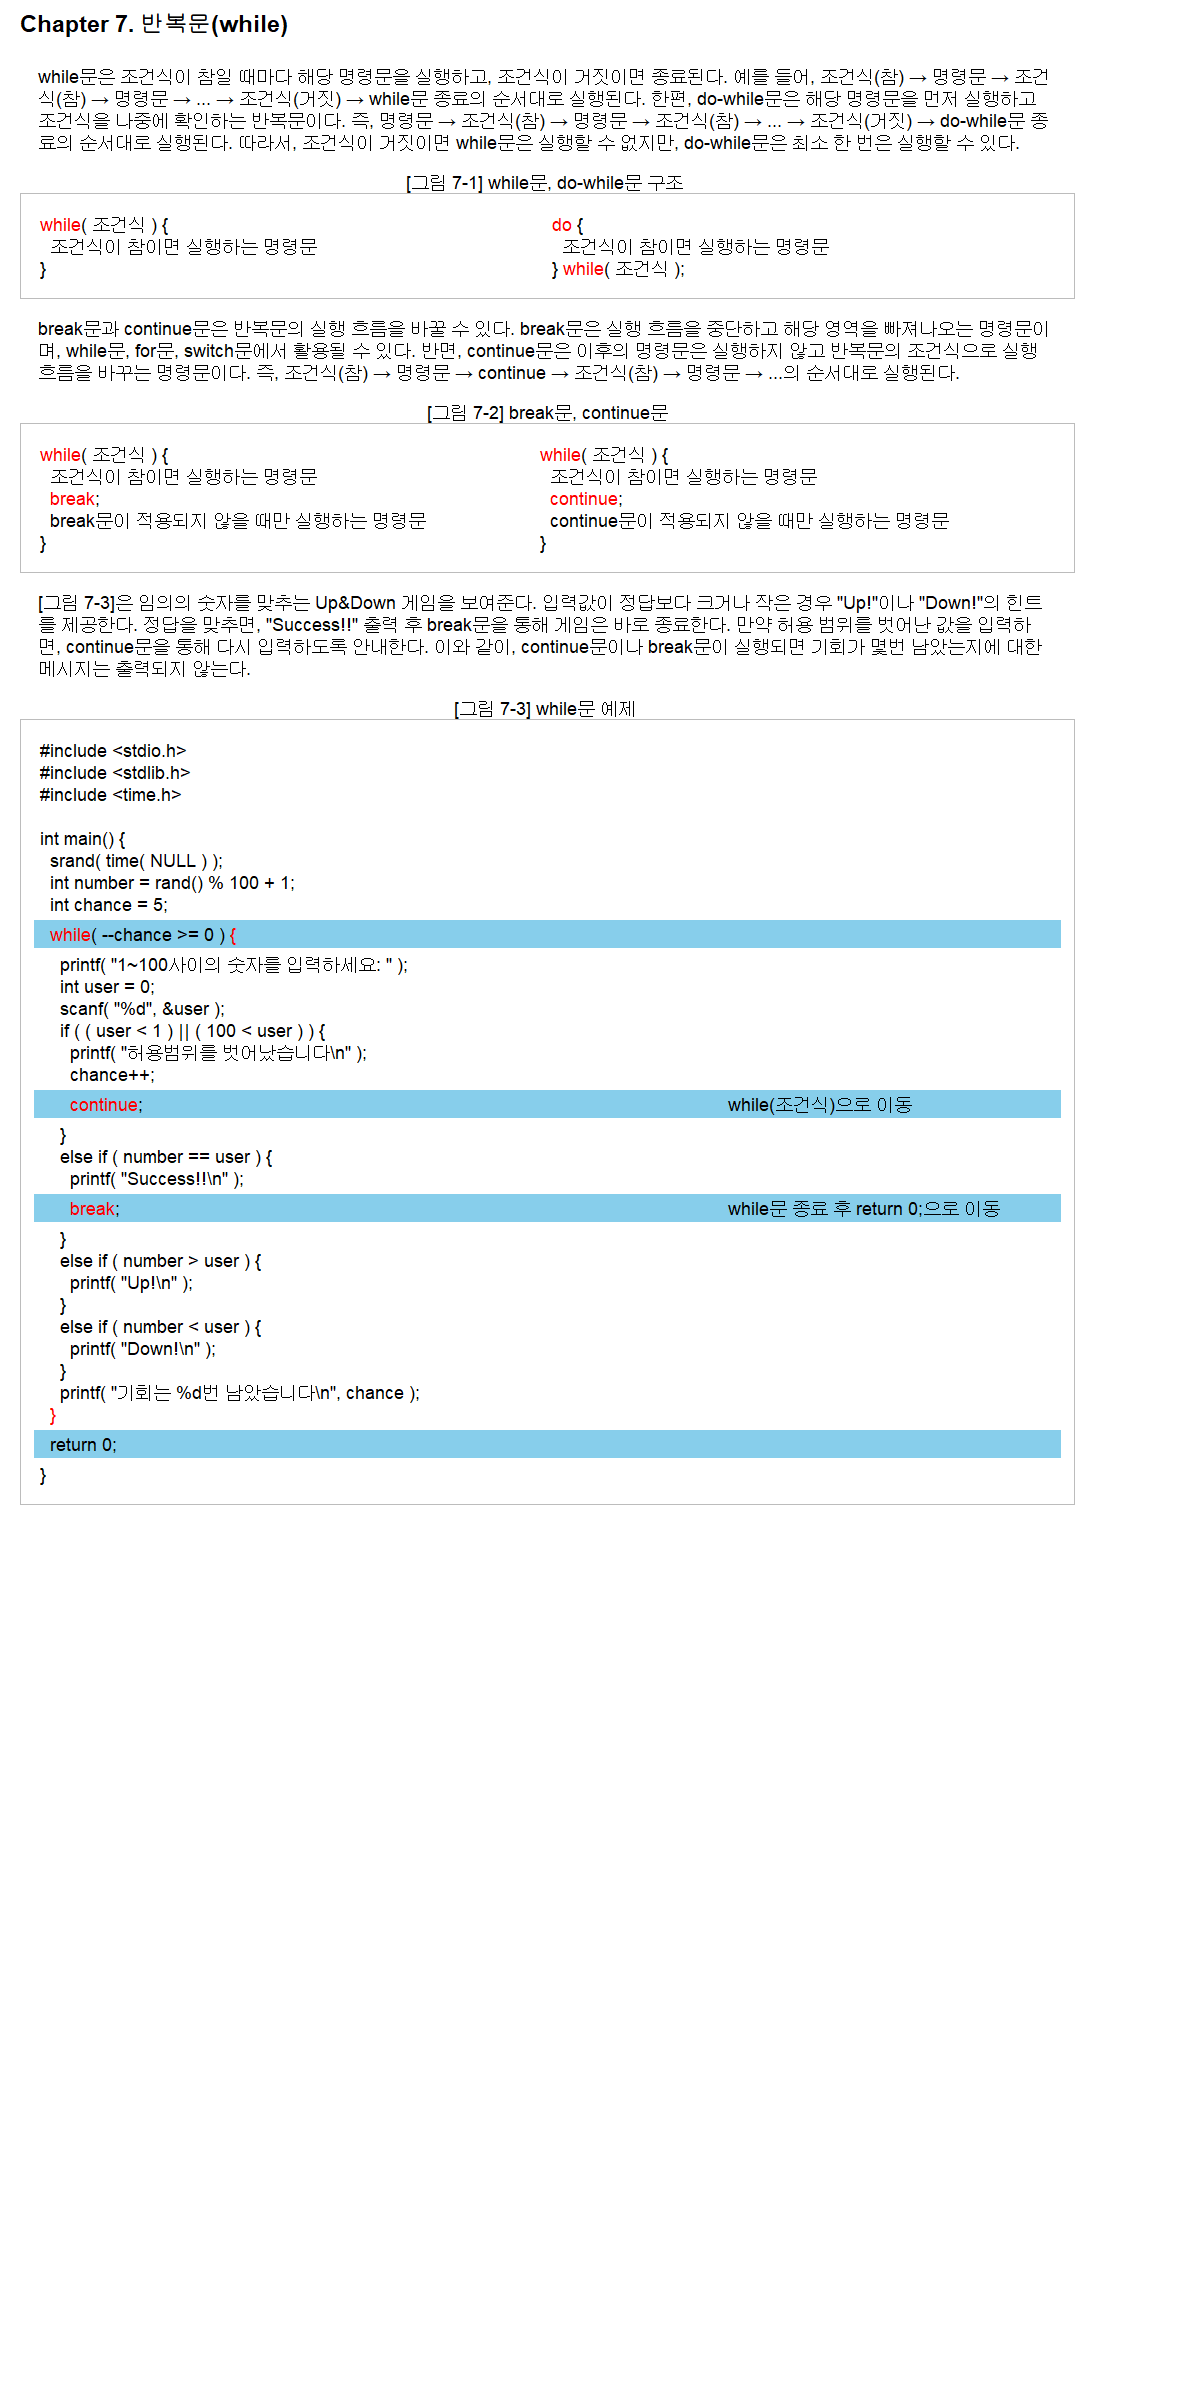 Chapter 7. 반복문(while)
while문은 조건식이 참일 때마다 해당 명령문을 실행하고, 조건식이 거짓이면 종료된다. 예를 들어, 조건식(참) → 명령문 → 조건
식(참) → 명령문 → ... → 조건식(거짓) → while문 종료의 순서대로 실행된다. 한편, do-while문은 해당 명령문을 먼저 실행하고
조건식을 나중에 확인하는 반복문이다. 즉, 명령문 → 조건식(참) → 명령문 → 조건식(참) → ... → 조건식(거짓) → do-while문 종
료의 순서대로 실행된다. 따라서, 조건식이 거짓이면 while문은 실행할 수 없지만, do-while문은 최소 한 번은 실행할 수 있다.
[그림 7-1] while문, do-while문 구조
while( 조건식 ) {
조건식이 참이면 실행하는 명령문
}
do {
조건식이 참이면 실행하는 명령문
} while( 조건식 );
break문과 continue문은 반복문의 실행 흐름을 바꿀 수 있다. break문은 실행 흐름을 중단하고 해당 영역을 빠져나오는 명령문이
며, while문, for문, switch문에서 활용될 수 있다. 반면, continue문은 이후의 명령문은 실행하지 않고 반복문의 조건식으로 실행
흐름을 바꾸는 명령문이다. 즉, 조건식(참) → 명령문 → continue → 조건식(참) → 명령문 → ...의 순서대로 실행된다.
[그림 7-2] break문, continue문
while( 조건식 ) {
조건식이 참이면 실행하는 명령문
break;
break문이 적용되지 않을 때만 실행하는 명령문
}
while( 조건식 ) {
조건식이 참이면 실행하는 명령문
continue;
continue문이 적용되지 않을 때만 실행하는 명령문
}
[그림 7-3]은 임의의 숫자를 맞추는 Up&Down 게임을 보여준다. 입력값이 정답보다 크거나 작은 경우 "Up!"이나 "Down!"의 힌트
를 제공한다. 정답을 맞추면, "Success!!" 출력 후 break문을 통해 게임은 바로 종료한다. 만약 허용 범위를 벗어난 값을 입력하
면, continue문을 통해 다시 입력하도록 안내한다. 이와 같이, continue문이나 break문이 실행되면 기회가 몇번 남았는지에 대한
메시지는 출력되지 않는다.
[그림 7-3] while문 예제
#include <stdio.h>
#include <stdlib.h>
#include <time.h>
int main() {
srand( time( NULL ) );
int number = rand() % 100 + 1;
int chance = 5;
while( --chance >= 0 ) {
printf( "1~100사이의 숫자를 입력하세요: " );
int user = 0;
scanf( "%d", &user );
if ( ( user < 1 ) || ( 100 < user ) ) {
printf( "허용범위를 벗어났습니다\n" );
chance++;
continue; while(조건식)으로 이동
}
else if ( number == user ) {
printf( "Success!!\n" );
break; while문 종료 후 return 0;으로 이동
}
else if ( number > user ) {
printf( "Up!\n" );
}
else if ( number < user ) {
printf( "Down!\n" );
}
printf( "기회는 %d번 남았습니다\n", chance );
}
return 0;
}